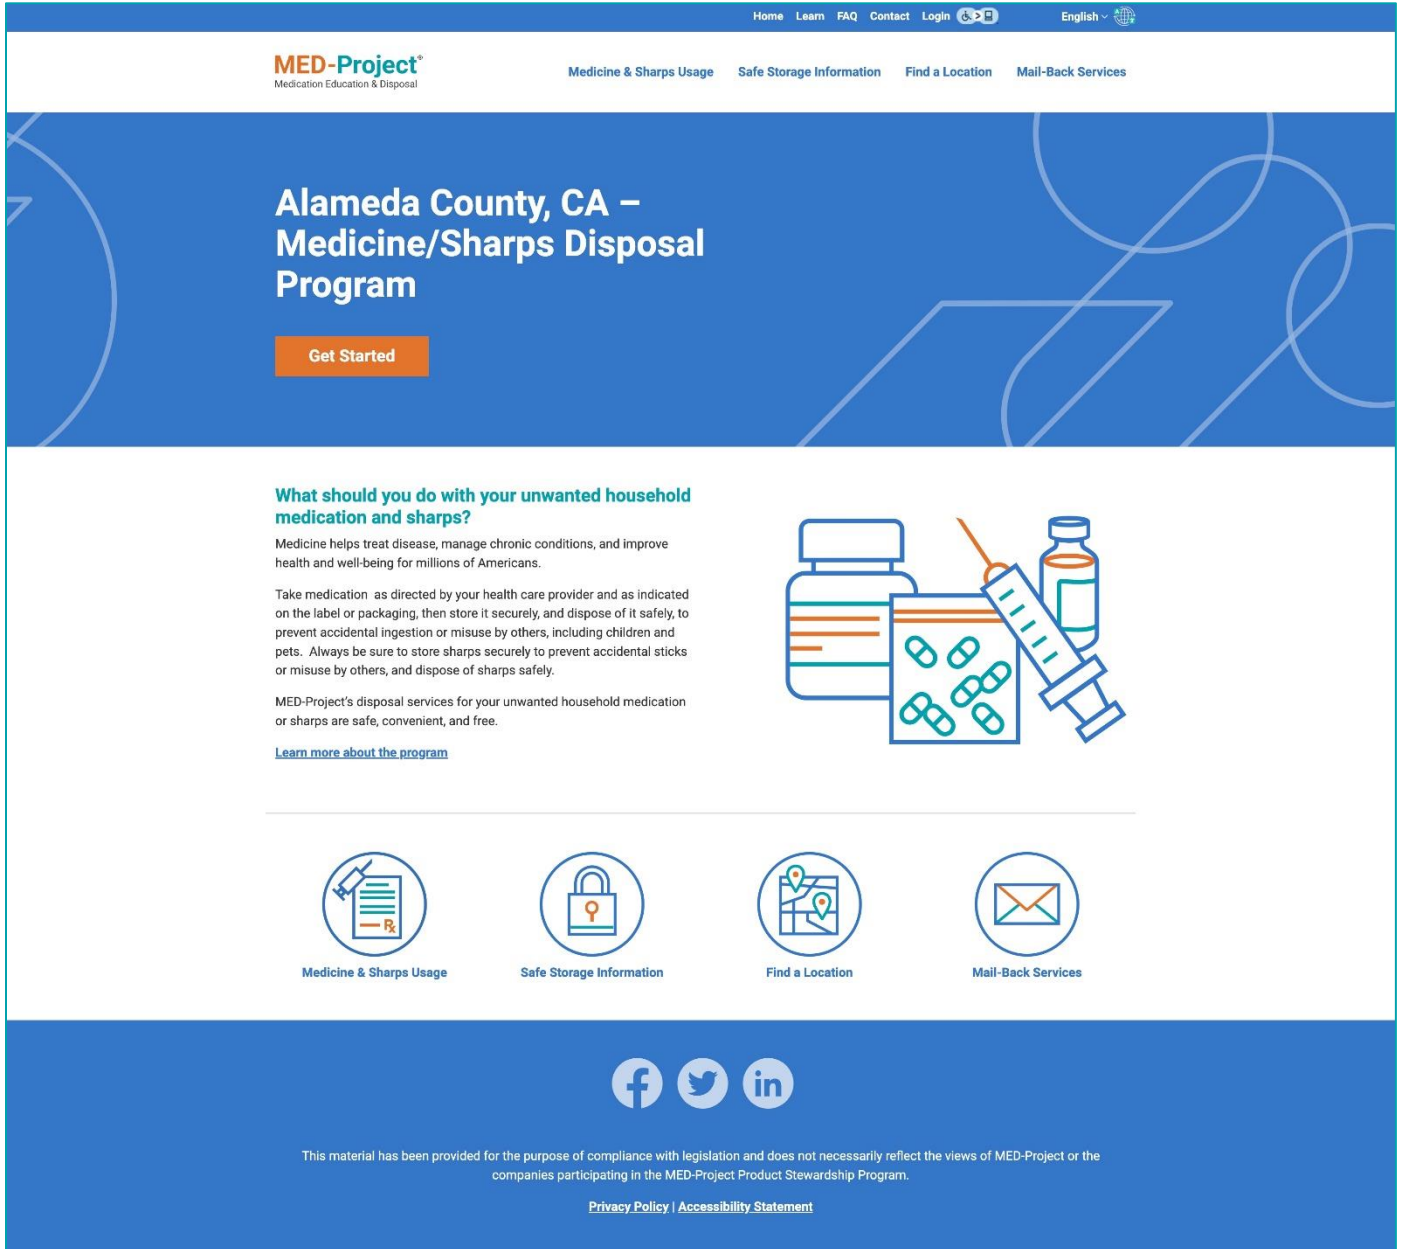 Home Learn FAQ Contact Login English
MED-Project®
Medication Education & Disposal
Medicine & Sharps Usage Safe Storage Information Find a Location Mail-Back Services
Alameda County, CA –
Medicine/Sharps Disposal
Program
Get Started
What should you do with your unwanted household
medication and sharps?
Medicine helps treat disease, manage chronic conditions, and improve
health and well-being for millions of Americans.
Take medication as directed by your health care provider and as indicated
on the label or packaging, then store it securely, and dispose of it safely, to
prevent accidental ingestion or misuse by others, including children and
pets. Always be sure to store sharps securely to prevent accidental sticks
or misuse by others, and dispose of sharps safely.
MED-Project's disposal services for your unwanted household medication
or sharps are safe, convenient, and free.
Learn more about the program
Rx
Medicine & Sharps Usage Safe Storage Information Find a Location Mail-Back Services
f in
This material has been provided for the purpose of compliance with legislation and does not necessarily reflect the views of MED-Project or the
companies participating in the MED-Project Product Stewardship Program.
Privacy Policy | Accessibility Statement